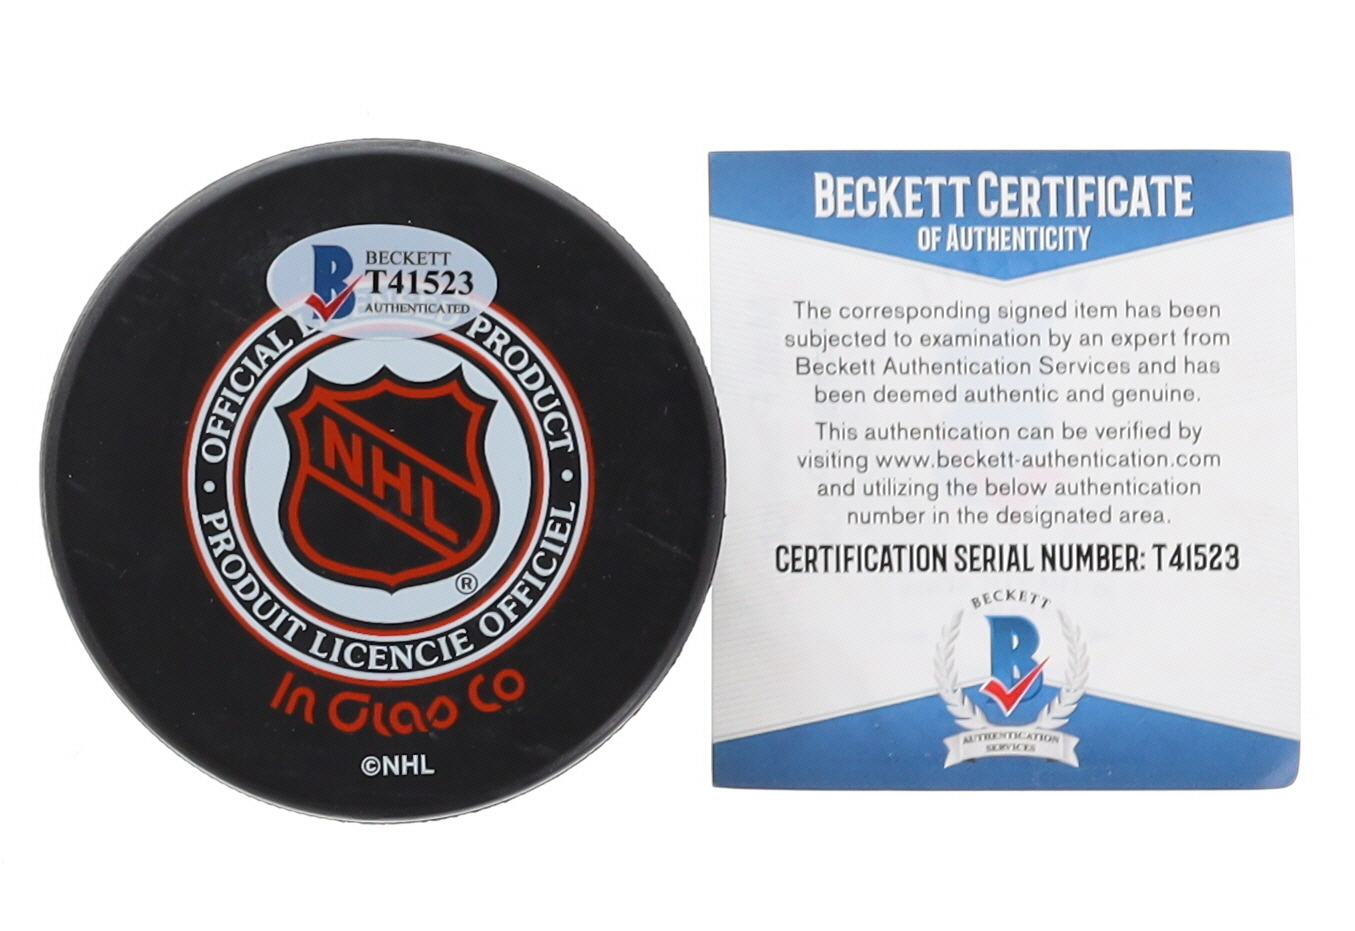 BECKETT
T41523
AUTHENTICATED
OFFICIAL PRODUCT
NHL
®
PRODUIT LICENCIE OFFICIEL
In Glas Co
©NHL
BECKETT CERTIFICATE
OF AUTHENTICITY
The corresponding signed item has been
subjected to examination by an expert from
Beckett Authentication Services and has
been deemed authentic and genuine.
This authentication can be verified by
visiting www.beckett-authentication.com
and utilizing the below authentication
number in the designated area.
CERTIFICATION SERIAL NUMBER: T41523
BECKETT
B
AUTHENTICATION
SERVICES